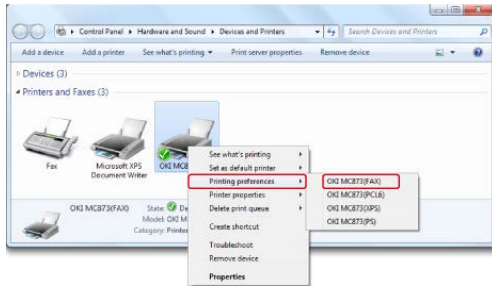 Control Panel ▸ Hardware and Sound ▸ Devices and Printers
Search Devices and Printers
Add a device
Add a printer
See what's printing
Print server properties
Remove device
Devices (3)
Printers and Faxes (3)
Fax
Microsoft XPS
Document Writer
OKI MC8
See what's printing
Set as default printer
Printing preferences
Printer properties
Delete print queue
Create shortcut
Troubleshoot
Remove device
Properties
OKI MC873(FAX)
OKI MC873(PCL6)
OKI MC873(XPS)
OKI MC873(PS)
OKI MC873(FAX)
State: De
Model: OKI M
Category: Printer